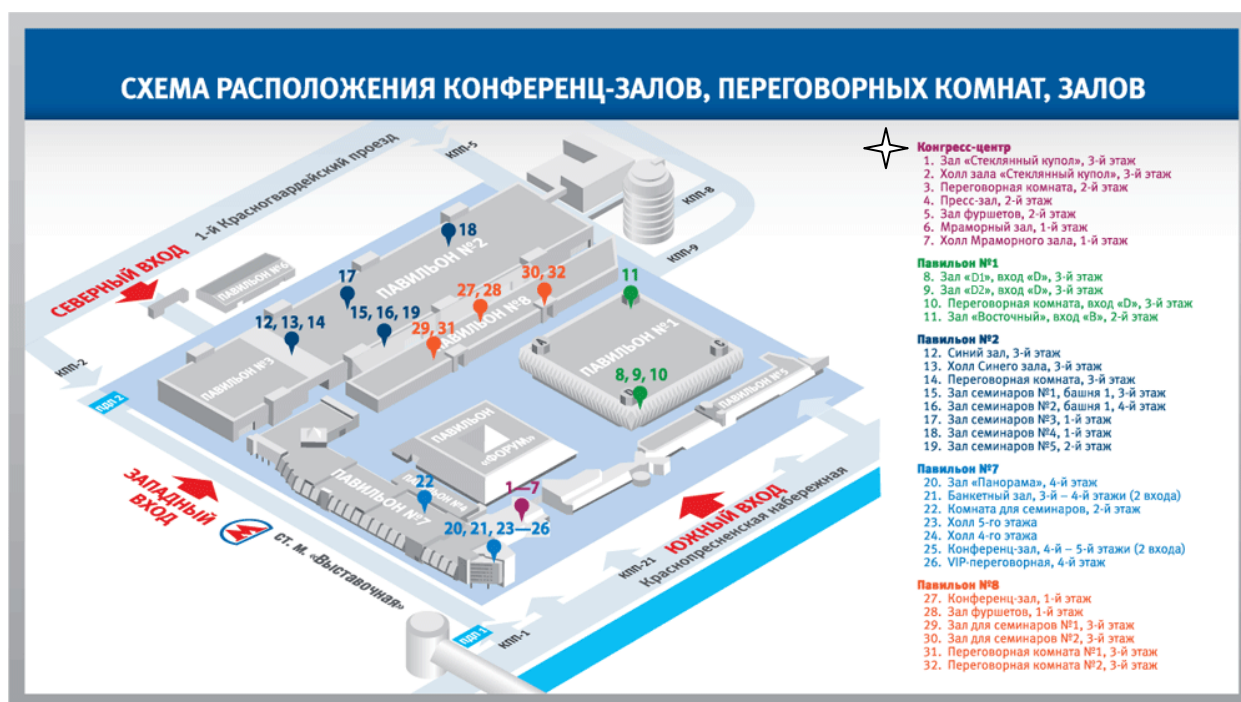 СХЕМА РАСПОЛОЖЕНИЯ КОНФЕРЕНЦ-ЗАЛОВ, ПЕРЕГОВОРНЫХ КОМНАТ, ЗАЛОВ
1-й Красногвардейский проезд
КПП-5
КПП-8
КПП-9
СЕВЕРНЫЙ ВХОД
ПАВИЛЬОН №6
ПАВИЛЬОН №2
18
17
30, 32
11
27, 28
ПАВИЛЬОН №8
15, 16, 19
12, 13, 14
29, 31
ПАВИЛЬОН №1
A
C
D
8, 9, 10
КПП-2
ПАВИЛЬОН №3
ПАВИЛЬОН №5
ПДП 2
ПАВИЛЬОН «ФОРУМ»
ЗАПАДНЫЙ ВХОД
ПАВИЛЬОН №7
22
ПАВИЛЬОН №4
1—7
20, 21, 23—26
ст. м. «Выставочная»
ЮЖНЫЙ ВХОД
Краснопресненская набережная
КПП-21
ПДП 1
КПП-1
Конгресс-центр
1. Зал «Стеклянный купол», 3-й этаж
2. Холл зала «Стеклянный купол», 3-й этаж
3. Переговорная комната, 2-й этаж
4. Пресс-зал, 2-й этаж
5. Зал фуршетов, 2-й этаж
6. Мраморный зал, 1-й этаж
7. Холл Мраморного зала, 1-й этаж
Павильон №1
8. Зал «D1», вход «D», 3-й этаж
9. Зал «D2», вход «D», 3-й этаж
10. Переговорная комната, вход «D», 3-й этаж
11. Зал «Восточный», вход «B», 2-й этаж
Павильон №2
12. Синий зал, 3-й этаж
13. Холл Синего зала, 3-й этаж
14. Переговорная комната, 3-й этаж
15. Зал семинаров №1, башня 1, 3-й этаж
16. Зал семинаров №2, башня 1, 4-й этаж
17. Зал семинаров №3, 1-й этаж
18. Зал семинаров №4, 1-й этаж
19. Зал семинаров №5, 2-й этаж
Павильон №7
20. Зал «Панорама», 4-й этаж
21. Банкетный зал, 3-й – 4-й этажи (2 входа)
22. Комната для семинаров, 2-й этаж
23. Холл 5-го этажа
24. Холл 4-го этажа
25. Конференц-зал, 4-й – 5-й этажи (2 входа)
26. VIP-переговорная, 4-й этаж
Павильон №8
27. Конференц-зал, 1-й этаж
28. Зал фуршетов, 1-й этаж
29. Зал для семинаров №1, 3-й этаж
30. Зал для семинаров №2, 3-й этаж
31. Переговорная комната №1, 3-й этаж
32. Переговорная комната №2, 3-й этаж